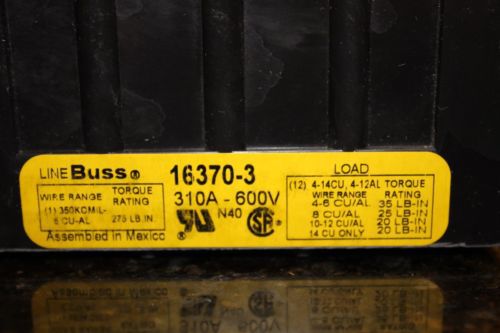 LINE Buss® 16370-3 LOAD
WIRE RANGE TORQUE RATING
(1) 350KCMIL-6 CU-AL 275 LB.IN
Assembled in Mexico
310A - 600V
N40
(12) 4-14CU, 4-12AL TORQUE
WIRE RANGE RATING
4-6 CU/AL 35 LB-IN
8 CU/AL 25 LB-IN
10-12 CU/AL 20 LB-IN
14 CU ONLY 20 LB-IN